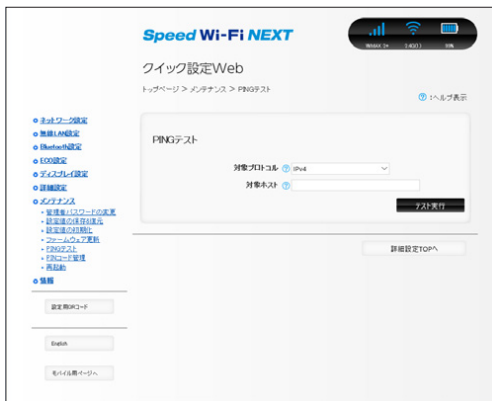 Speed Wi-Fi NEXT
WiMAX 2+
クイック設定Web
トップページ > メンテナンス > PINGテスト
:ヘルプ表示
ネットワーク設定
無線LAN設定
Bluetooth設定
ECO設定
ディスプレイ設定
詳細設定
メンテナンス
管理者パスワードの変更
設定値の保存&復元
設定値の初期化
ファームウェア更新
PINGテスト
PINコード管理
再起動
情報
PINGテスト
対象プロトコル ? IPv4
対象ホスト ?
テスト実行
詳細設定TOPへ
設定用QRコード
English
モバイル用ページへ